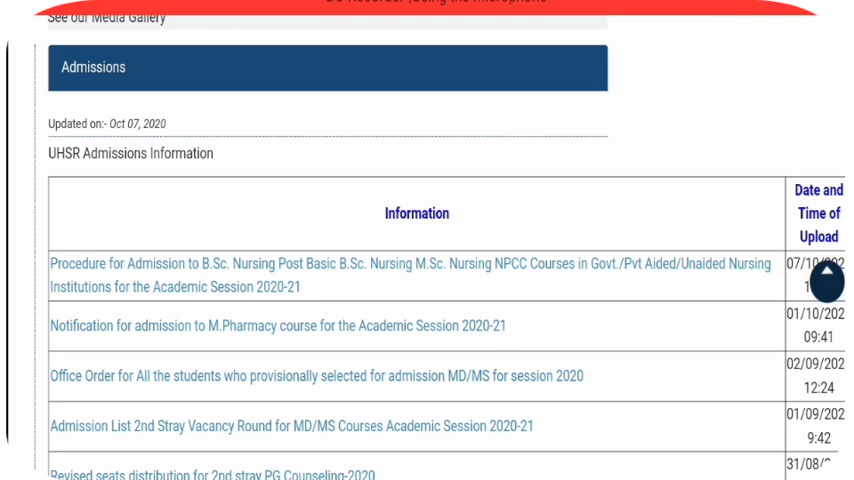 See our Media Gallery
Admissions
Updated on:- Oct 07, 2020
UHSR Admissions Information
Information
Date and
Time of
Upload
Procedure for Admission to B.Sc. Nursing Post Basic B.Sc. Nursing M.Sc. Nursing NPCC Courses in Govt./Pvt Aided/Unaided Nursing
Institutions for the Academic Session 2020-21
Notification for admission to M.Pharmacy course for the Academic Session 2020-21
01/10/202
09:41
Office Order for All the students who provisionally selected for admission MD/MS for session 2020
02/09/202
12:24
Admission List 2nd Stray Vacancy Round for MD/MS Courses Academic Session 2020-21
01/09/202
9:42
Revised seats distribution for 2nd stray PG Counseling-2020
31/08/